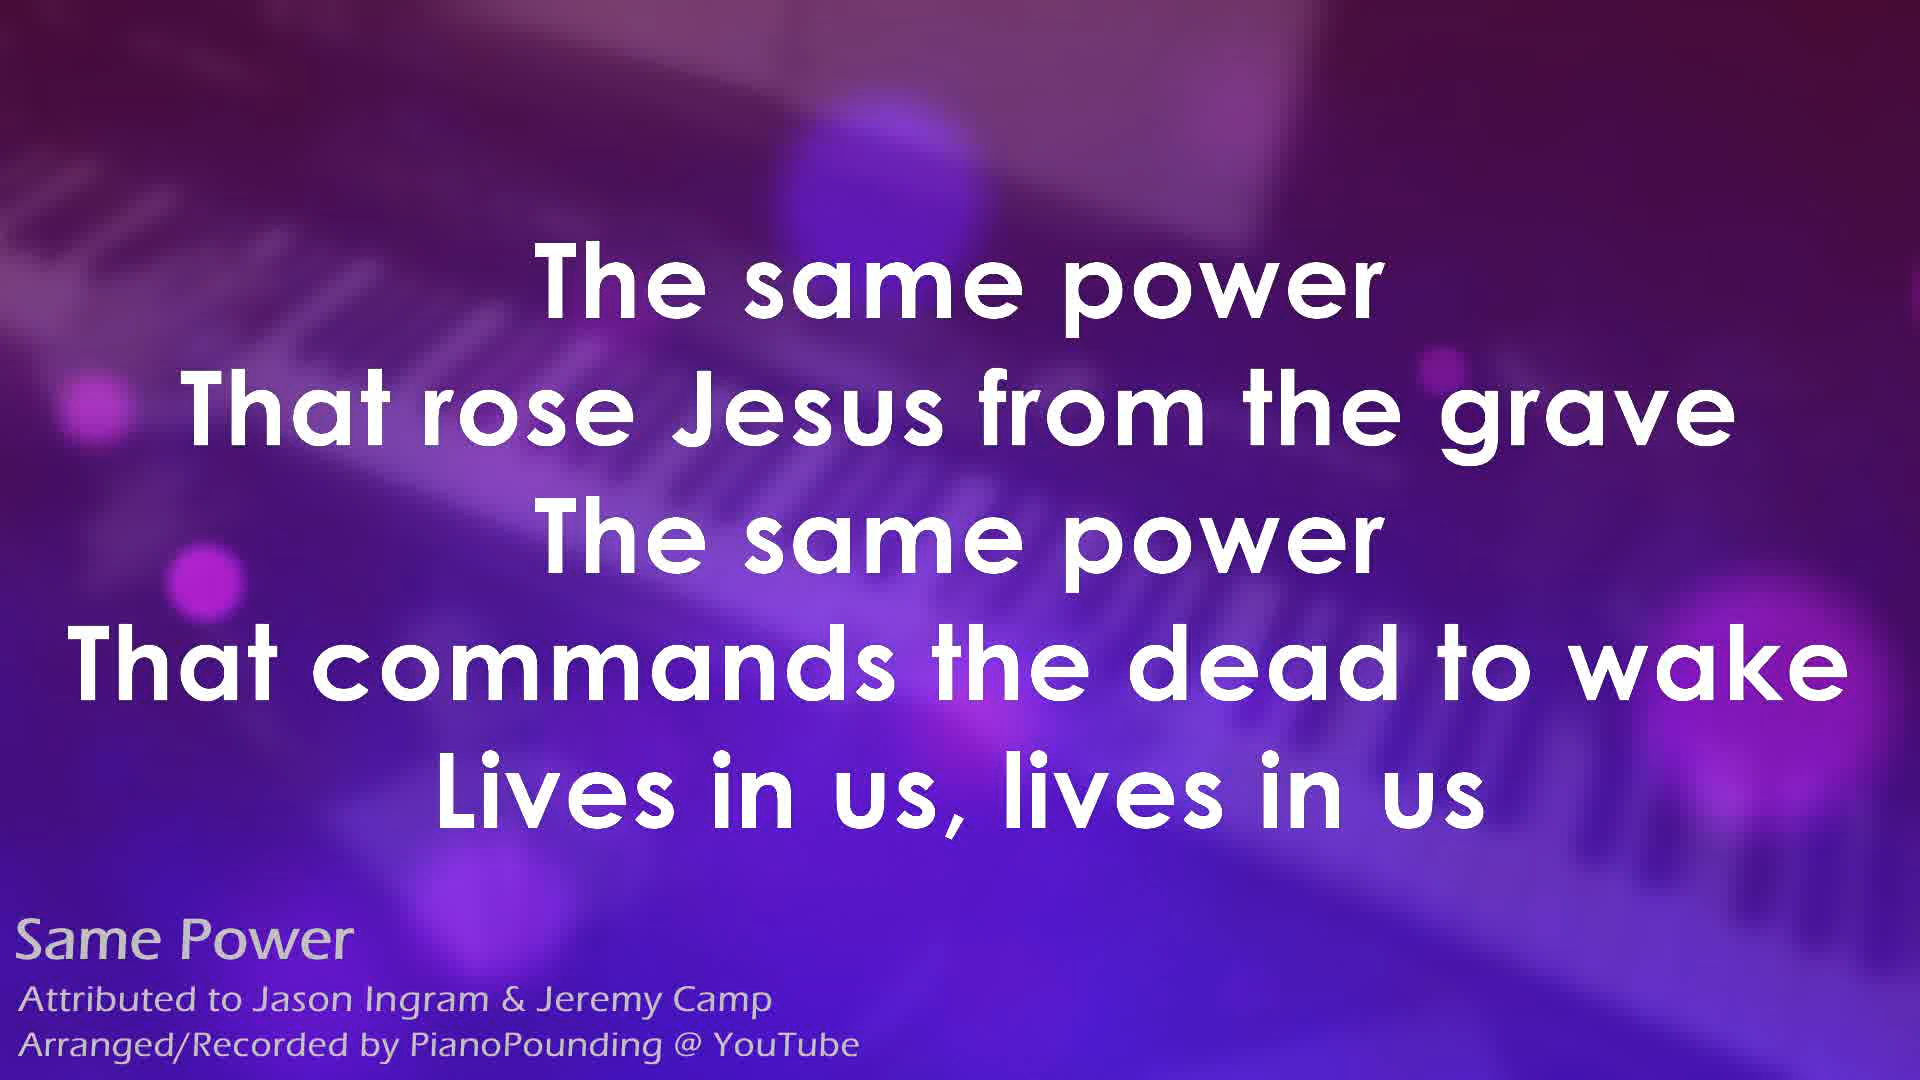 The same power
That rose Jesus from the grave
The same power
That commands the dead to wake
Lives in us, lives in us
Same Power
Attributed to Jason Ingram & Jeremy Camp
Arranged/Recorded by PianoPounding @ YouTube